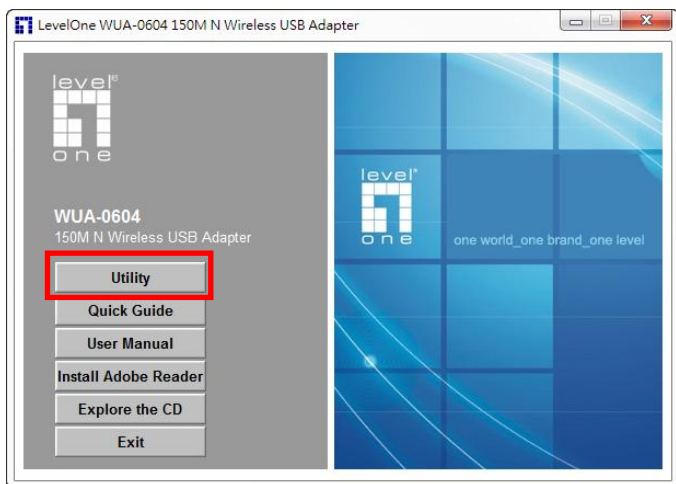 LevelOne WUA-0604 150M N Wireless USB Adapter
level®
one
WUA-0604
150M N Wireless USB Adapter
Utility
Quick Guide
User Manual
Install Adobe Reader
Explore the CD
Exit
level®
one
one world_one brand_one level